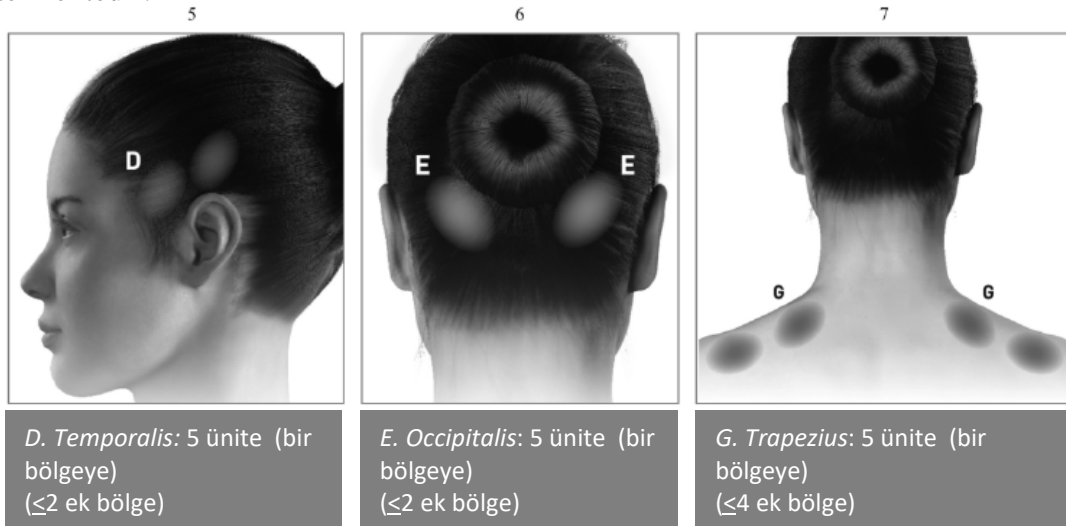 5
6
7
D
E
E
G
G
D. Temporalis: 5 ünite (bir
bölgeye)
(≤2 ek bölge)
E. Occipitalis: 5 ünite (bir
bölgeye)
(≤2 ek bölge)
G. Trapezius: 5 ünite (bir
bölgeye)
(≤4 ek bölge)